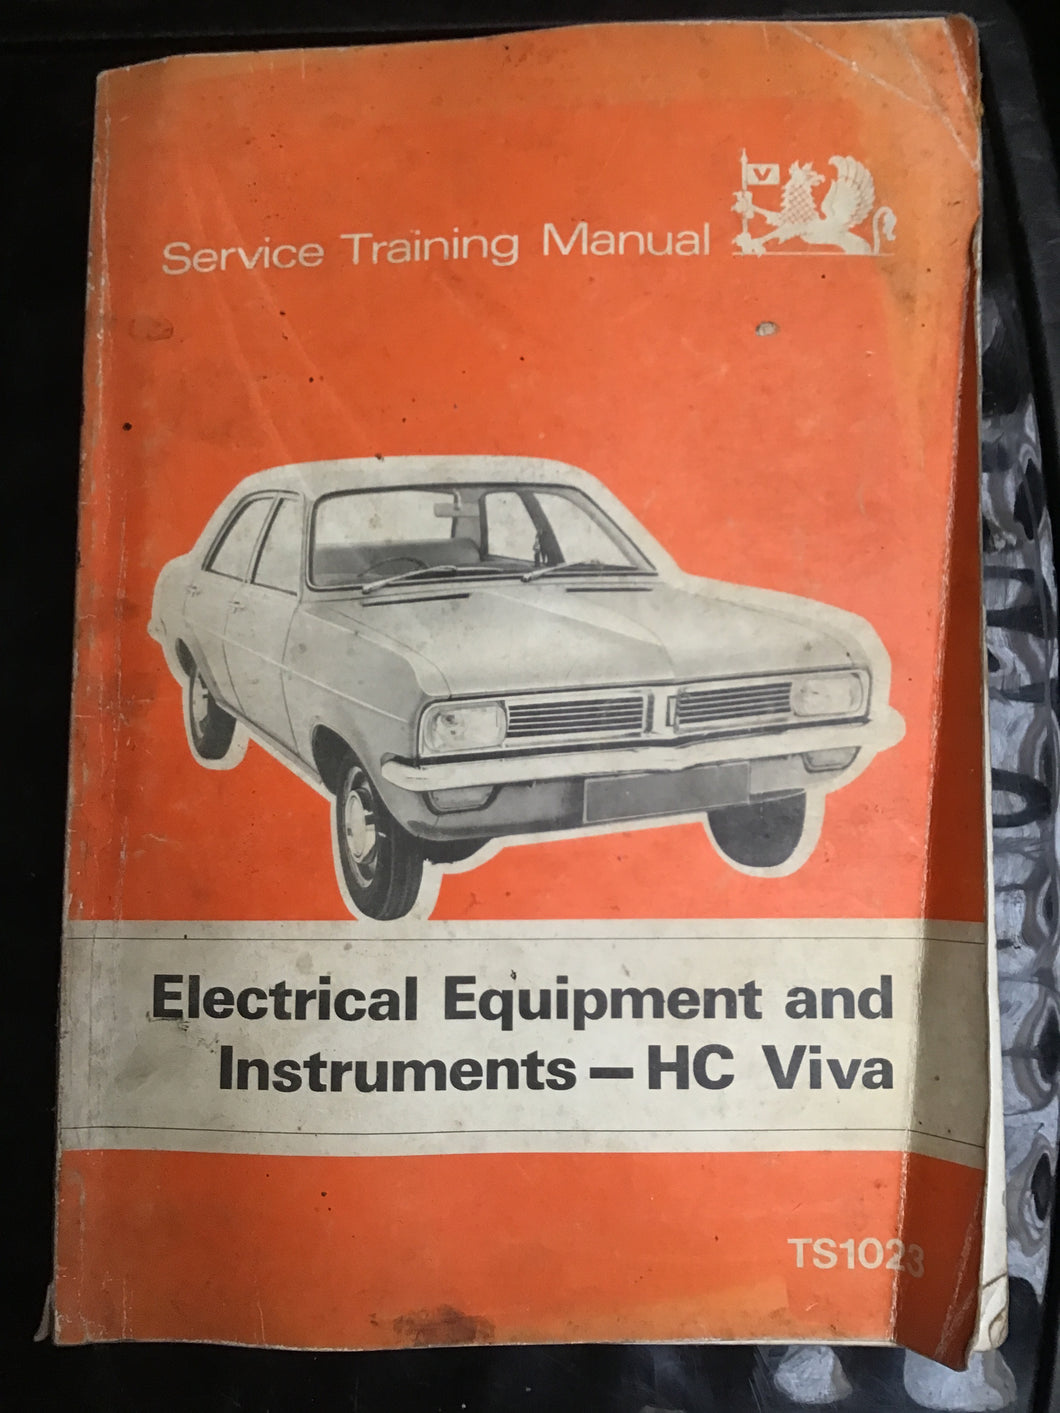 V
Service Training Manual
Electrical Equipment and
Instruments — HC Viva
TS1023